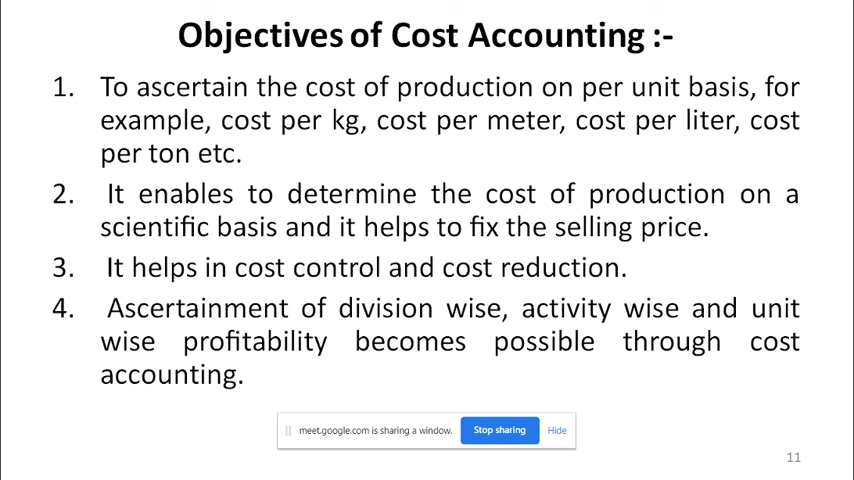 Objectives of Cost Accounting :-
1. To ascertain the cost of production on per unit basis, for
example, cost per kg, cost per meter, cost per liter, cost
per ton etc.
2. It enables to determine the cost of production on a
scientific basis and it helps to fix the selling price.
3. It helps in cost control and cost reduction.
4. Ascertainment of division wise, activity wise and unit
wise profitability becomes possible through cost
accounting.
meet.google.com is sharing a window. Stop sharing Hide
11